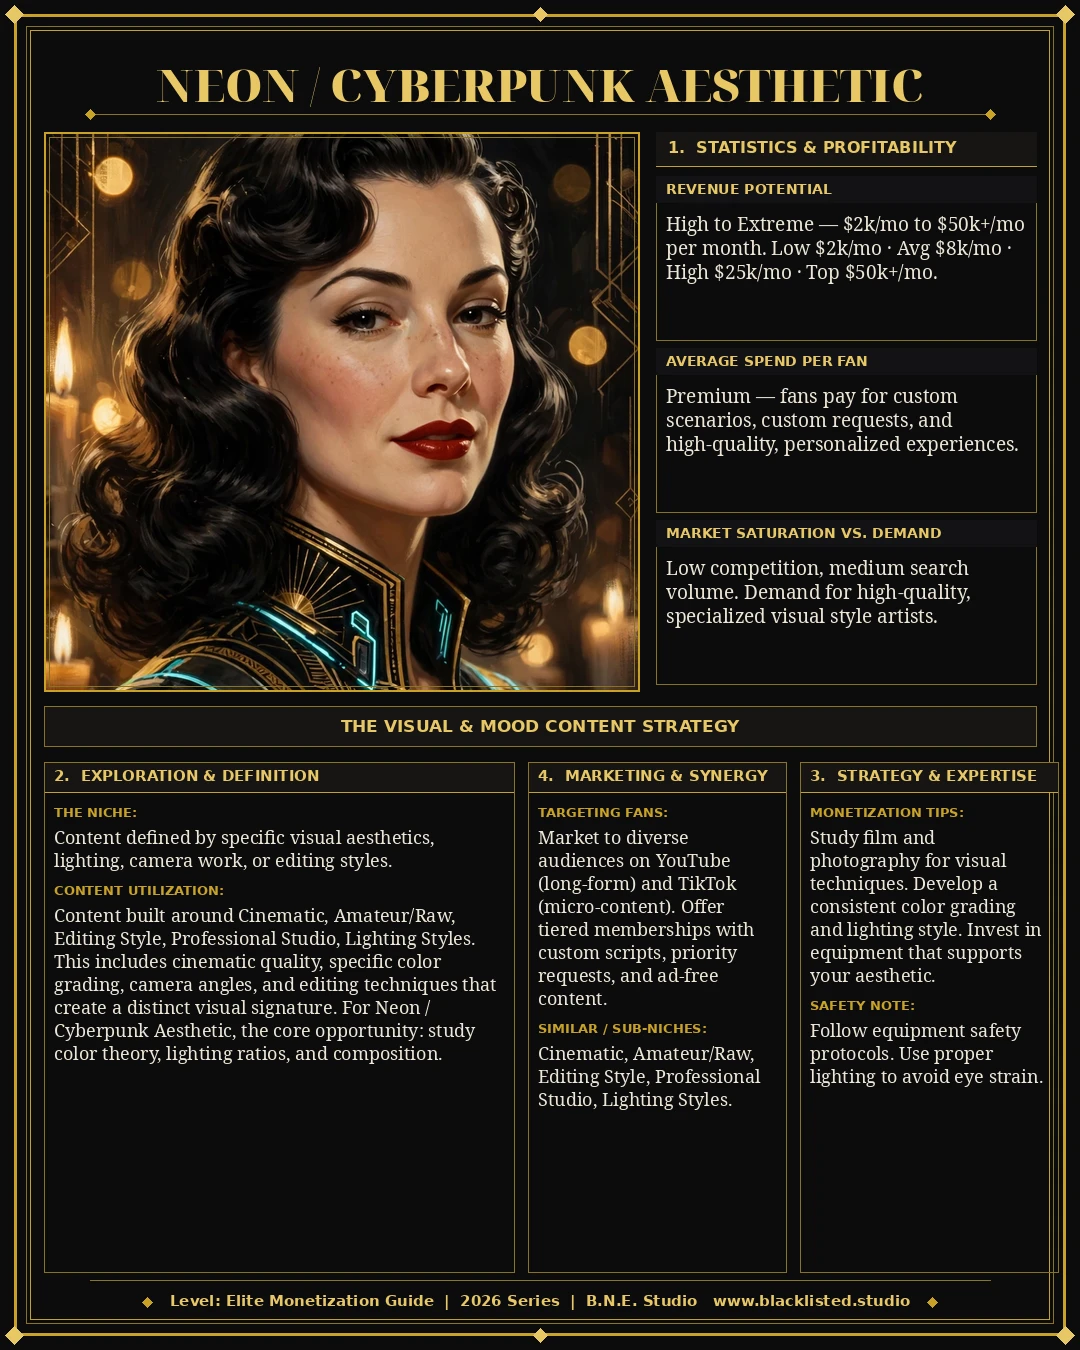 NEON / CYBERPUNK AESTHETIC
1. STATISTICS & PROFITABILITY
REVENUE POTENTIAL
High to Extreme — $2k/mo to $50k+/mo
per month. Low $2k/mo · Avg $8k/mo ·
High $25k/mo · Top $50k+/mo.
AVERAGE SPEND PER FAN
Premium — fans pay for custom
scenarios, custom requests, and
high-quality, personalized experiences.
MARKET SATURATION VS. DEMAND
Low competition, medium search
volume. Demand for high-quality,
specialized visual style artists.
THE VISUAL & MOOD CONTENT STRATEGY
2. EXPLORATION & DEFINITION
THE NICHE:
Content defined by specific visual aesthetics,
lighting, camera work, or editing styles.
CONTENT UTILIZATION:
Content built around Cinematic, Amateur/Raw,
Editing Style, Professional Studio, Lighting Styles.
This includes cinematic quality, specific color
grading, camera angles, and editing techniques that
create a distinct visual signature. For Neon /
Cyberpunk Aesthetic, the core opportunity: study
color theory, lighting ratios, and composition.
4. MARKETING & SYNERGY
TARGETING FANS:
Market to diverse
audiences on YouTube
(long-form) and TikTok
(micro-content). Offer
tiered memberships with
custom scripts, priority
requests, and ad-free
content.
SIMILAR / SUB-NICHES:
Cinematic, Amateur/Raw,
Editing Style, Professional
Studio, Lighting Styles.
3. STRATEGY & EXPERTISE
MONETIZATION TIPS:
Study film and
photography for visual
techniques. Develop a
consistent color grading
and lighting style. Invest in
equipment that supports
your aesthetic.
SAFETY NOTE:
Follow equipment safety
protocols. Use proper
lighting to avoid eye strain.
Level: Elite Monetization Guide | 2026 Series | B.N.E. Studio www.blacklisted.studio